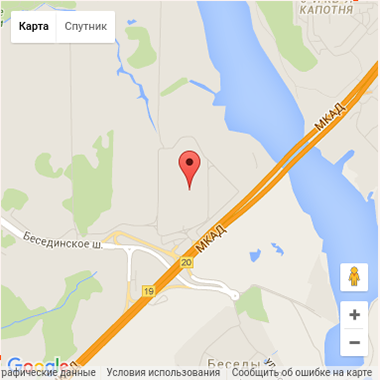 КАПОТНЯ
Карта
Спутник
МКАД
Бесединское ш.
МКАД
20
19
Беседы
Google
рафические данные
Условия использования
Сообщить об ошибке на карте